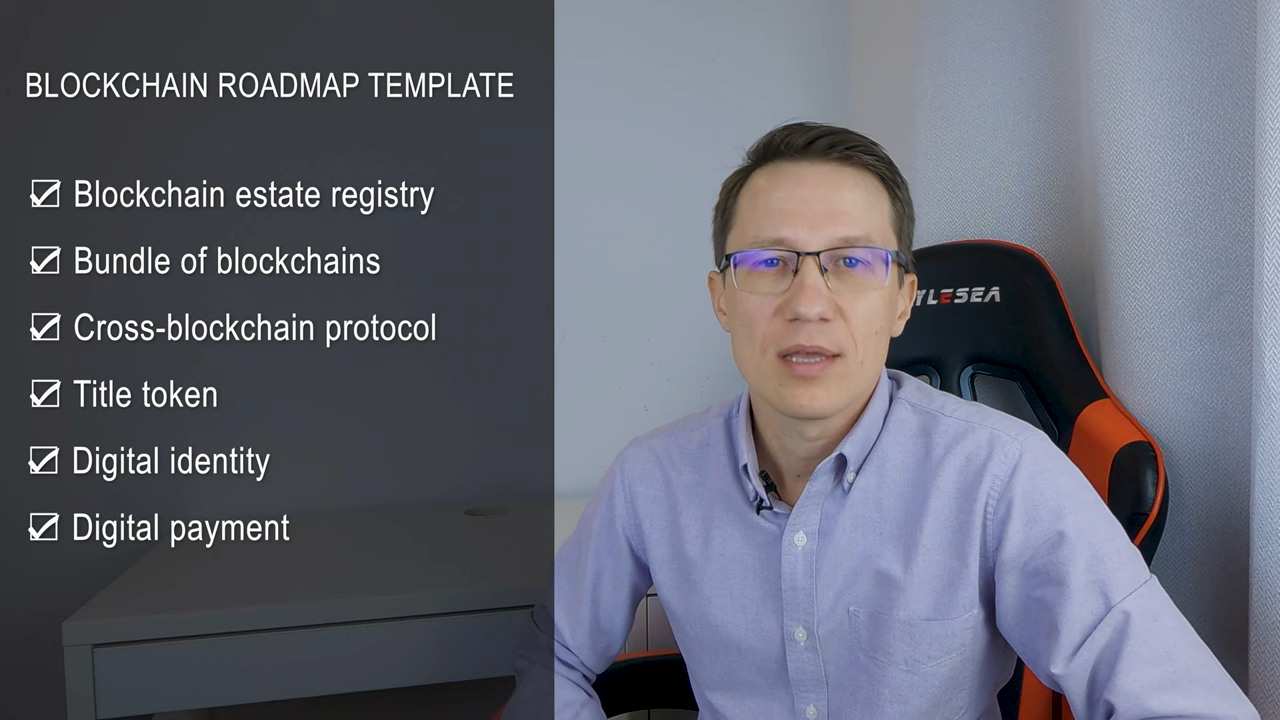 BLOCKCHAIN ROADMAP TEMPLATE
Blockchain estate registry
Bundle of blockchains
Cross-blockchain protocol
Title token
Digital identity
Digital payment